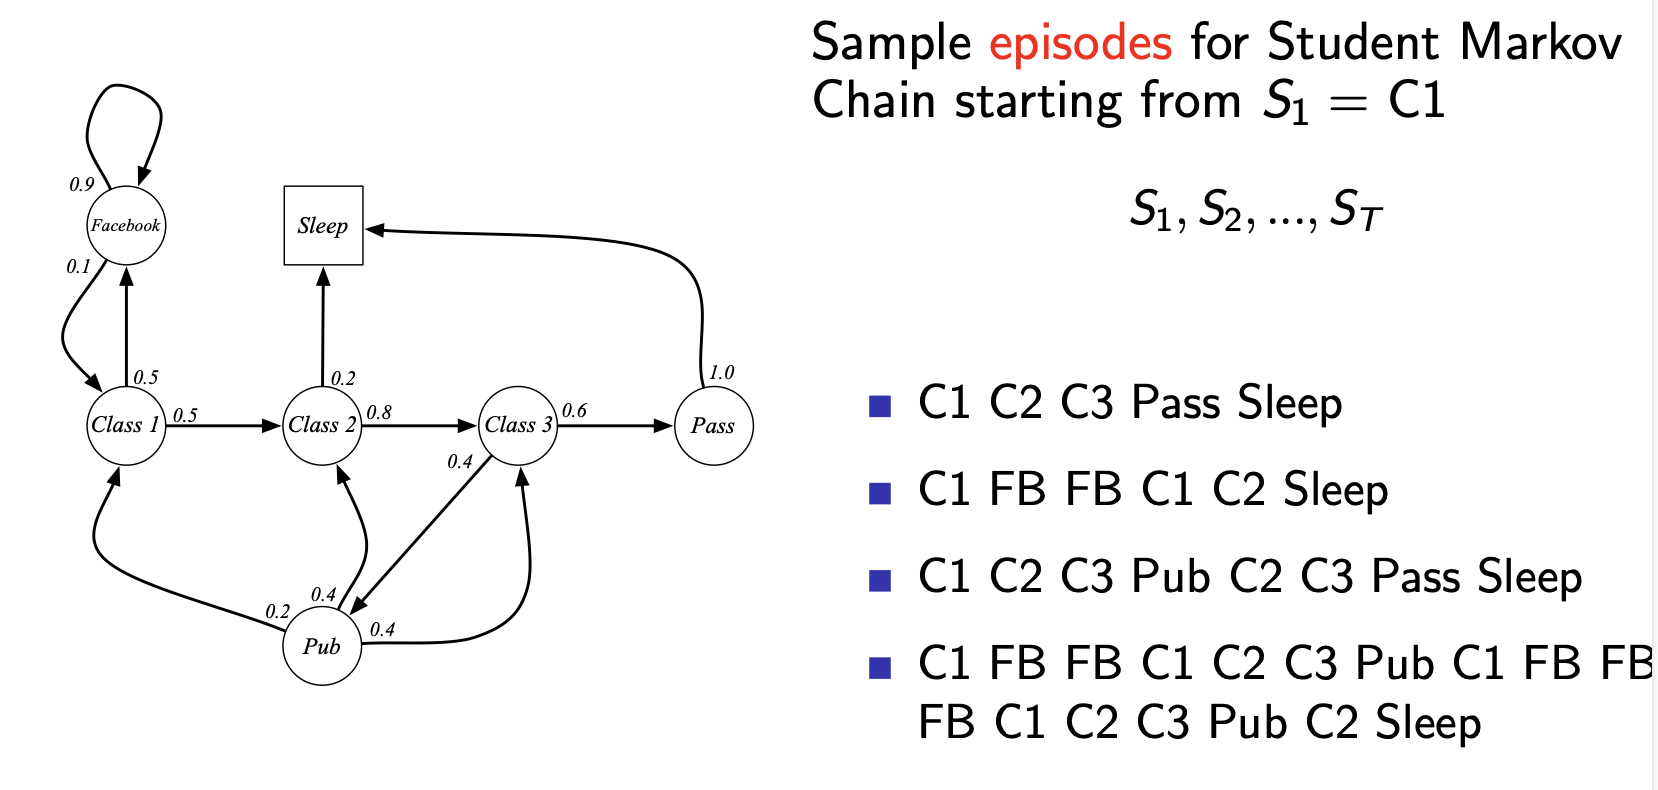 Sample episodes for Student Markov
Chain starting from S₁ = C1
S₁, S₂, ..., S_T
C1 C2 C3 Pass Sleep
C1 FB FB C1 C2 Sleep
C1 C2 C3 Pub C2 C3 Pass Sleep
C1 FB FB C1 C2 C3 Pub C1 FB FB
FB C1 C2 C3 Pub C2 Sleep
0.9
Facebook
Sleep
0.1
0.5
0.2
1.0
Class 1
0.5
Class 2
0.8
Class 3
0.6
Pass
0.4
0.4
0.2
0.4
Pub